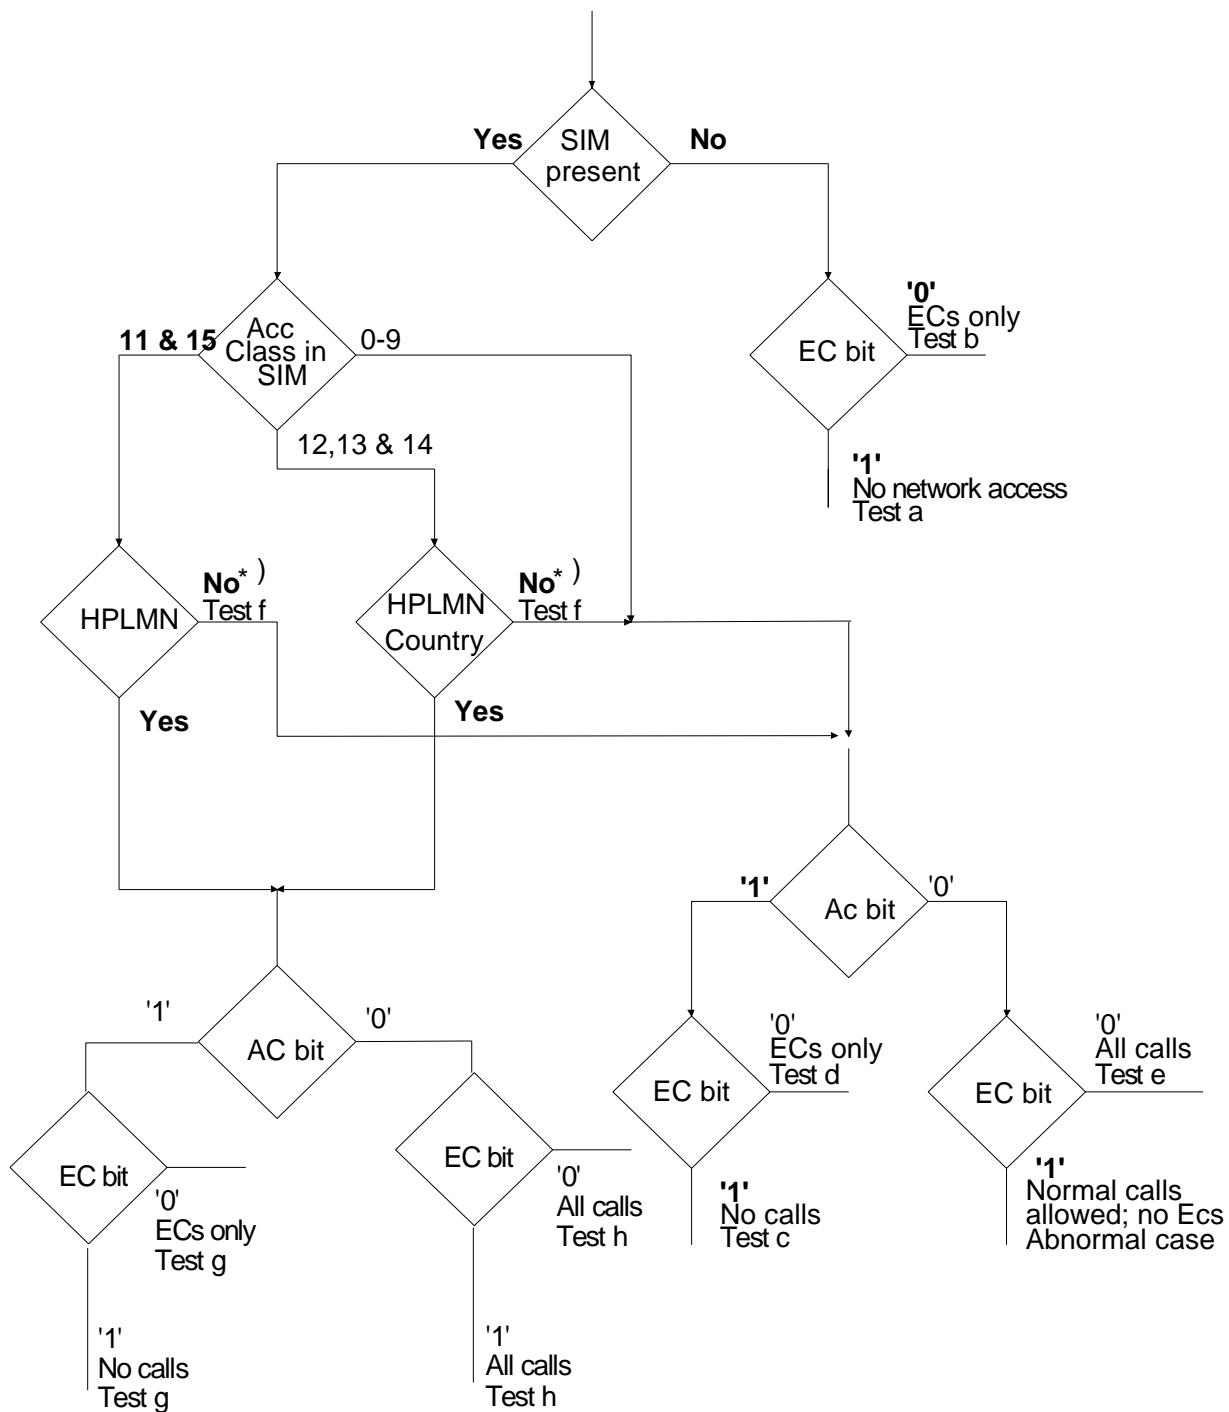 Yes
SIM
present
No
11 & 15
Acc
Class in
SIM
0-9
EC bit
'0'
ECs only
Test b
12,13 & 14
'1'
No network access
Test a
HPLMN
No* )
Test f
HPLMN
Country
No* )
Test f
Yes
Yes
'1'
Ac bit
'0'
'1'
AC bit
'0'
EC bit
'0'
ECs only
Test d
EC bit
'0'
All calls
Test e
EC bit
'0'
ECs only
Test g
EC bit
'0'
All calls
Test h
'1'
No calls
Test c
'1'
Normal calls
allowed; no Ecs
Abnormal case
'1'
No calls
Test g
'1'
All calls
Test h